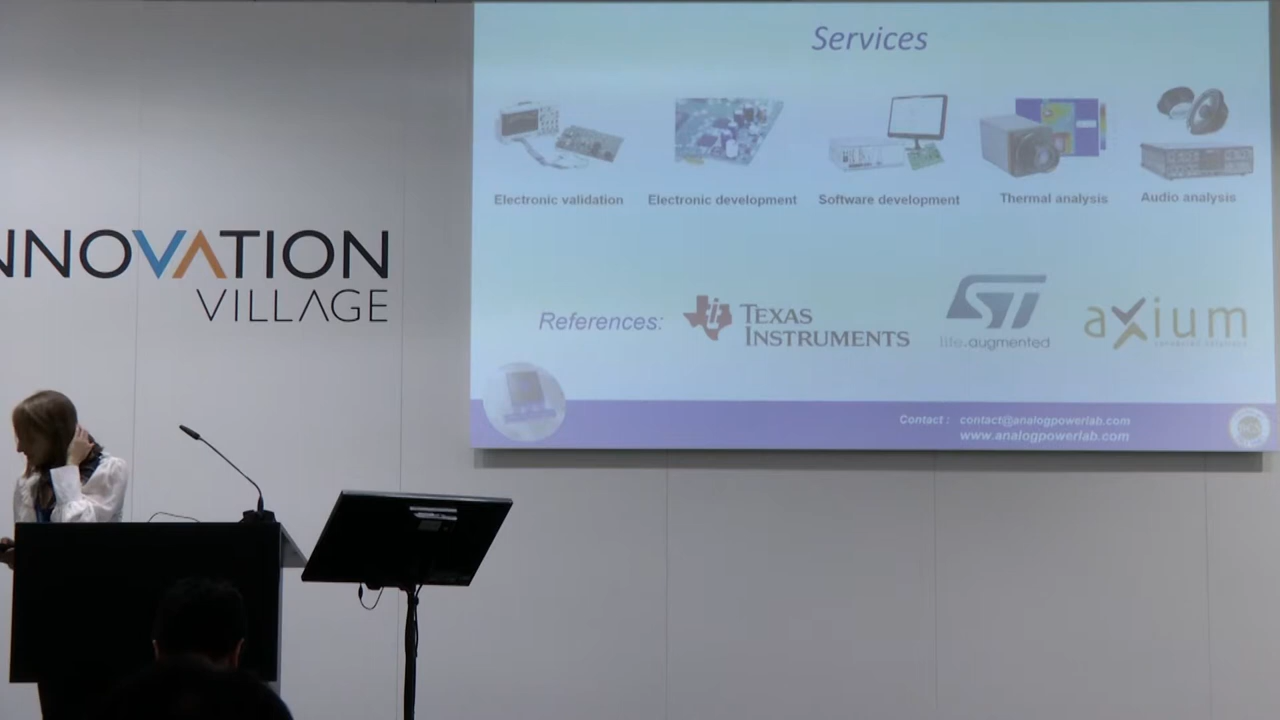 NNOVATION
VILLAGE
Services
Electronic validation
Electronic development
Software development
Thermal analysis
Audio analysis
References:
TEXAS
INSTRUMENTS
ST
life.augmented
axium
Contact : contact@analogpowerlab.com
www.analogpowerlab.com